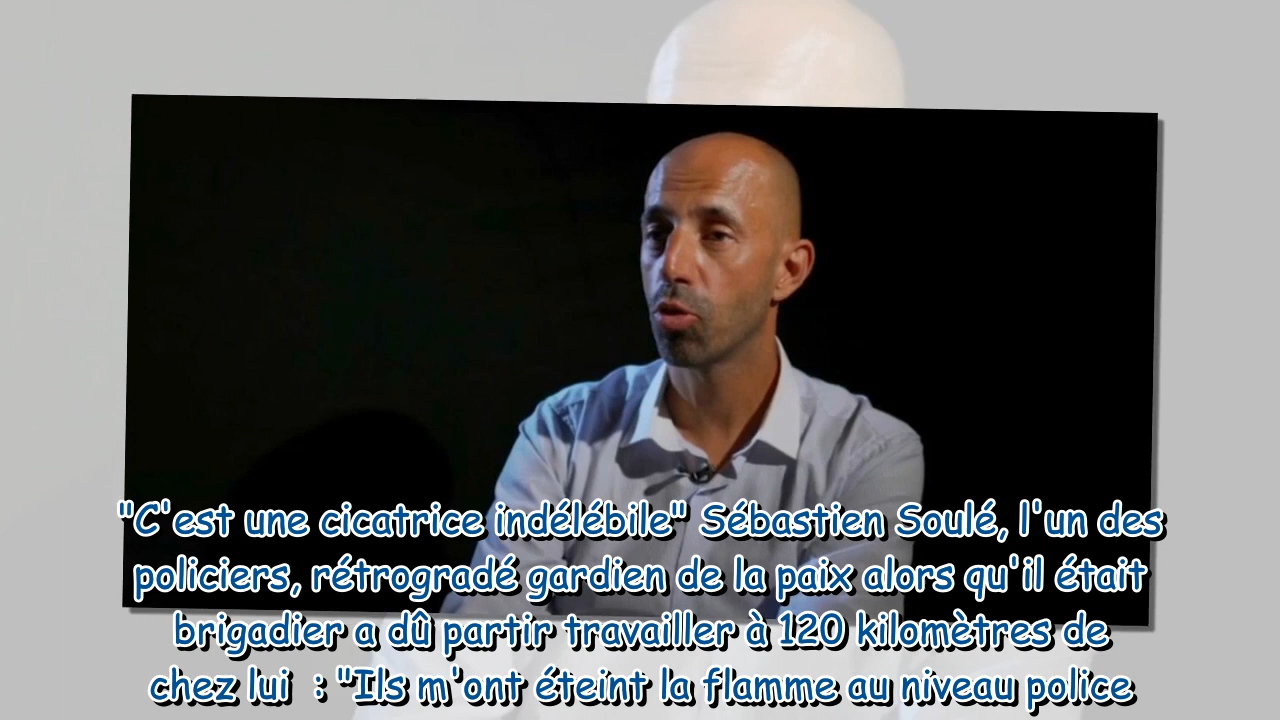 "C'est une cicatrice indélébile" Sébastien Soulé, l'un des
policiers, rétrogradé gardien de la paix alors qu'il était
brigadier a dû partir travailler à 120 kilomètres de
chez lui  : "Ils m'ont éteint la flamme au niveau police